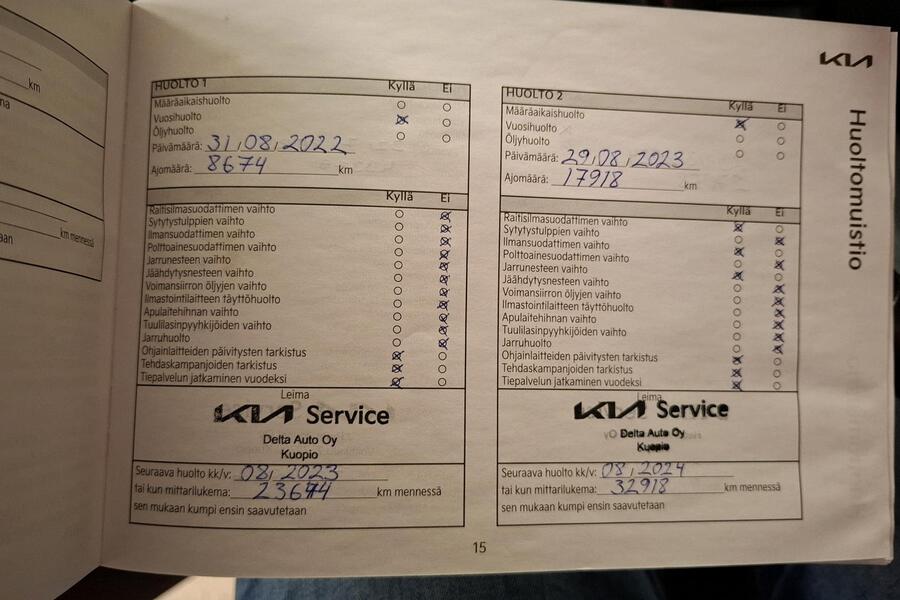 km
na
km mennessä
aan
KIA
Huoltomuistio
HUOLTO 1 Kyllä Ei
Määräaikaishuolto
Vuosihuolto
Öljyhuolto
Päivämäärä: 31,08,2022
Ajomäärä: 8674 km
Kyllä Ei
Raitisilmasuodattimen vaihto
Sytytystulppien vaihto
Ilmansuodattimen vaihto
Polttoainesuodattimen vaihto
Jarrunesteen vaihto
Jäähdytysnesteen vaihto
Voimansiirron öljyjen vaihto
Ilmastointilaitteen täyttöhuolto
Apulaitehihnan vaihto
Tuulilasinpyyhkijöiden vaihto
Jarruhuolto
Ohjainlaitteiden päivitysten tarkistus
Tehdaskampanjoiden tarkistus
Tiepalvelun jatkaminen vuodeksi
Leima
KIA Service
Delta Auto Oy
Kuopio
Seuraava huolto kk/v: 08, 2023
tai kun mittarilukema: 23674 km mennessä
sen mukaan kumpi ensin saavutetaan
HUOLTO 2 Kyllä Ei
Määräaikaishuolto
Vuosihuolto
Öljyhuolto
Päivämäärä: 29,08,2023
Ajomäärä: 17918 km
Kyllä Ei
Raitisilmasuodattimen vaihto
Sytytystulppien vaihto
Ilmansuodattimen vaihto
Polttoainesuodattimen vaihto
Jarrunesteen vaihto
Jäähdytysnesteen vaihto
Voimansiirron öljyjen vaihto
Ilmastointilaitteen täyttöhuolto
Apulaitehihnan vaihto
Tuulilasinpyyhkijöiden vaihto
Jarruhuolto
Ohjainlaitteiden päivitysten tarkistus
Tehdaskampanjoiden tarkistus
Tiepalvelun jatkaminen vuodeksi
Leima
KIA Service
Delta Auto Oy
Kuopio
Seuraava huolto kk/v: 08, 2024
tai kun mittarilukema: 32918 km mennessä
sen mukaan kumpi ensin saavutetaan
15